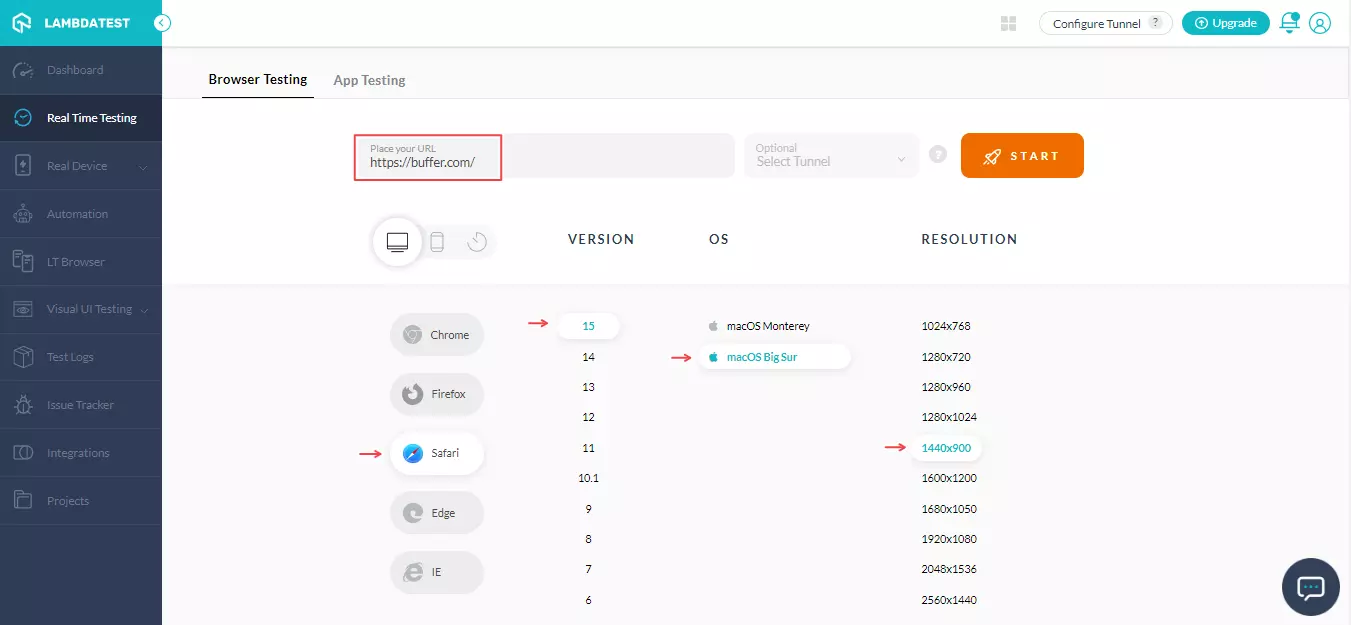 LAMBDATEST
Configure Tunnel ?
Upgrade
Dashboard
Real Time Testing
Real Device
Automation
LT Browser
Visual UI Testing
Test Logs
Issue Tracker
Integrations
Projects
Browser Testing
App Testing
Place your URL
https://buffer.com/
Optional
Select Tunnel
?
START
VERSION
OS
RESOLUTION
Chrome
Firefox
Safari
Edge
IE
15
14
13
12
11
10.1
9
8
7
6
macOS Monterey
macOS Big Sur
1024x768
1280x720
1280x960
1280x1024
1440x900
1600x1200
1680x1050
1920x1080
2048x1536
2560x1440